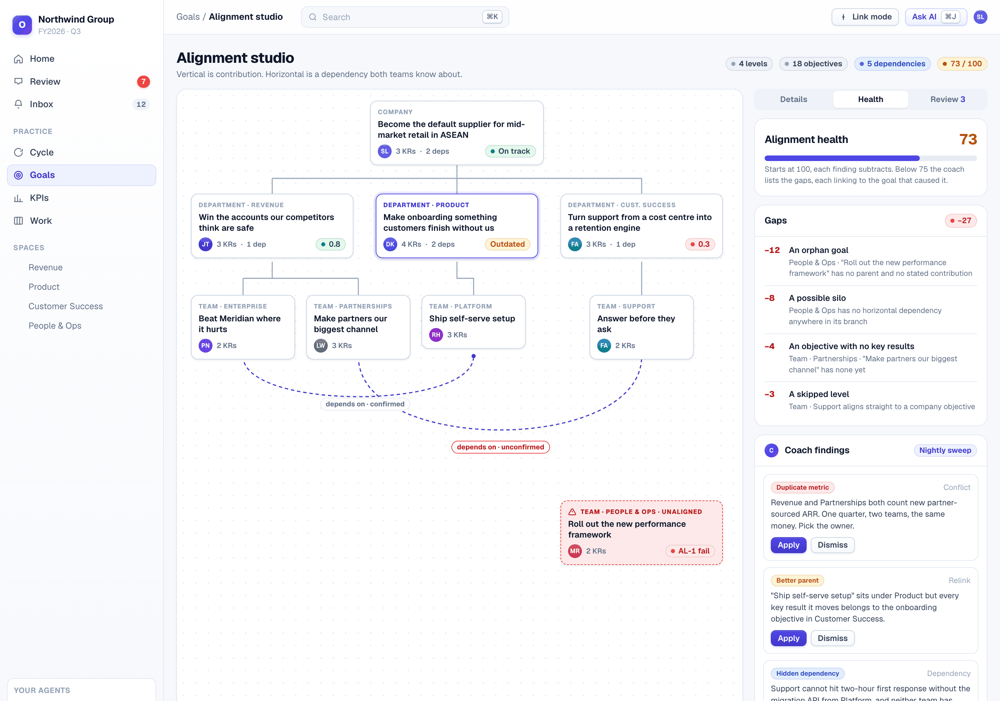 O
Northwind Group
FY2026 · Q3
Home
Review
7
Inbox
12
PRACTICE
Cycle
Goals
KPIs
Work
SPACES
Revenue
Product
Customer Success
People & Ops
YOUR AGENTS
Goals / Alignment studio
Search
⌘K
Link mode
Ask AI
⌘J
SL
Alignment studio
Vertical is contribution. Horizontal is a dependency both teams know about.
4 levels
18 objectives
5 dependencies
73 / 100
COMPANY
Become the default supplier for mid-
market retail in ASEAN
SL
3 KRs · 2 deps
On track
DEPARTMENT · REVENUE
Win the accounts our competitors
think are safe
JT
3 KRs · 1 dep
0.8
DEPARTMENT · PRODUCT
Make onboarding something
customers finish without us
DK
4 KRs · 2 deps
Outdated
DEPARTMENT · CUST. SUCCESS
Turn support from a cost centre into
a retention engine
FA
3 KRs · 1 dep
0.3
TEAM · ENTERPRISE
Beat Meridian where
it hurts
PN
2 KRs
TEAM · PARTNERSHIPS
Make partners our
biggest channel
LW
3 KRs
TEAM · PLATFORM
Ship self-serve setup
RH
3 KRs
TEAM · SUPPORT
Answer before they
ask
FA
2 KRs
depends on · confirmed
depends on · unconfirmed
TEAM · PEOPLE & OPS · UNALIGNED
Roll out the new performance
framework
MR
2 KRs
AL-1 fail
Details
Health
Review 3
Alignment health
73
Starts at 100, each finding subtracts. Below 75 the coach
lists the gaps, each linking to the goal that caused it.
Gaps
−27
−12
An orphan goal
People & Ops · "Roll out the new performance
framework" has no parent and no stated contribution
−8
A possible silo
People & Ops has no horizontal dependency
anywhere in its branch
−4
An objective with no key results
Team · Partnerships · "Make partners our biggest
channel" has none yet
−3
A skipped level
Team · Support aligns straight to a company objective
C
Coach findings
Nightly sweep
Duplicate metric
Conflict
Revenue and Partnerships both count new partner-
sourced ARR. One quarter, two teams, the same
money. Pick the owner.
Apply
Dismiss
Better parent
Relink
"Ship self-serve setup" sits under Product but every
key result it moves belongs to the onboarding
objective in Customer Success.
Apply
Dismiss
Hidden dependency
Dependency
Support cannot hit two-hour first response without the
migration API from Platform, and neither team has